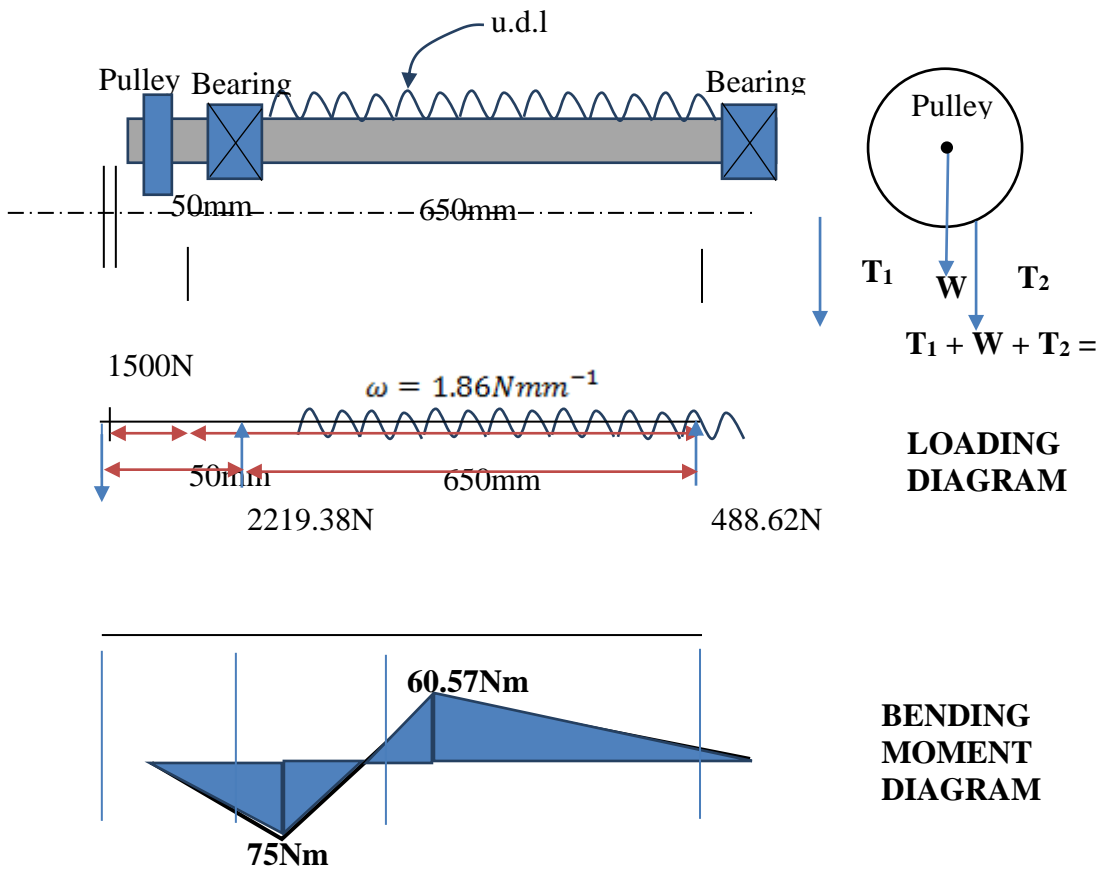 u.d.l
Pulley
Bearing
Bearing
Pulley
50mm
650mm
T1
W
T2
T1 + W + T2 =
1500N
ω = 1.86Nmm⁻¹
50mm
650mm
LOADING
DIAGRAM
2219.38N
488.62N
60.57Nm
BENDING
MOMENT
DIAGRAM
75Nm